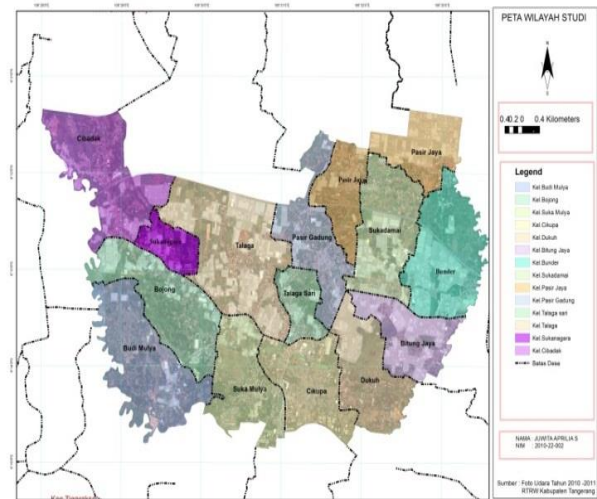 PETA WILAYAH STUDI
0.4 0.2 0 0.4 Kilometers
Legend
Kel Budi Mulya
Kel Bojong
Kel Suka Mulya
Kel Cikupa
Kel Dukuh
Kel Bitung Jaya
Kel Bunder
Kel Sukadamai
Kel Pasir Jaya
Kel Pasir Gadung
Kel Talaga sari
Kel Talaga
Kel Sukanagara
Kel Cibadak
Batas Desa
NAMA : JUWITA APRILIA S
NIM : 2010-22-002
Sumber : Foto Udara Tahun 2010 -2011
RTRW Kabupaten Tangerang
Cibadak
Pasir Jaya
Pasir Jaya
Sukanagara
Talaga
Pasir Gadung
Sukadamai
Bunder
Bojong
Talaga Sari
Budi Mulya
Bitung Jaya
Suka Mulya
Cikupa
Dukuh